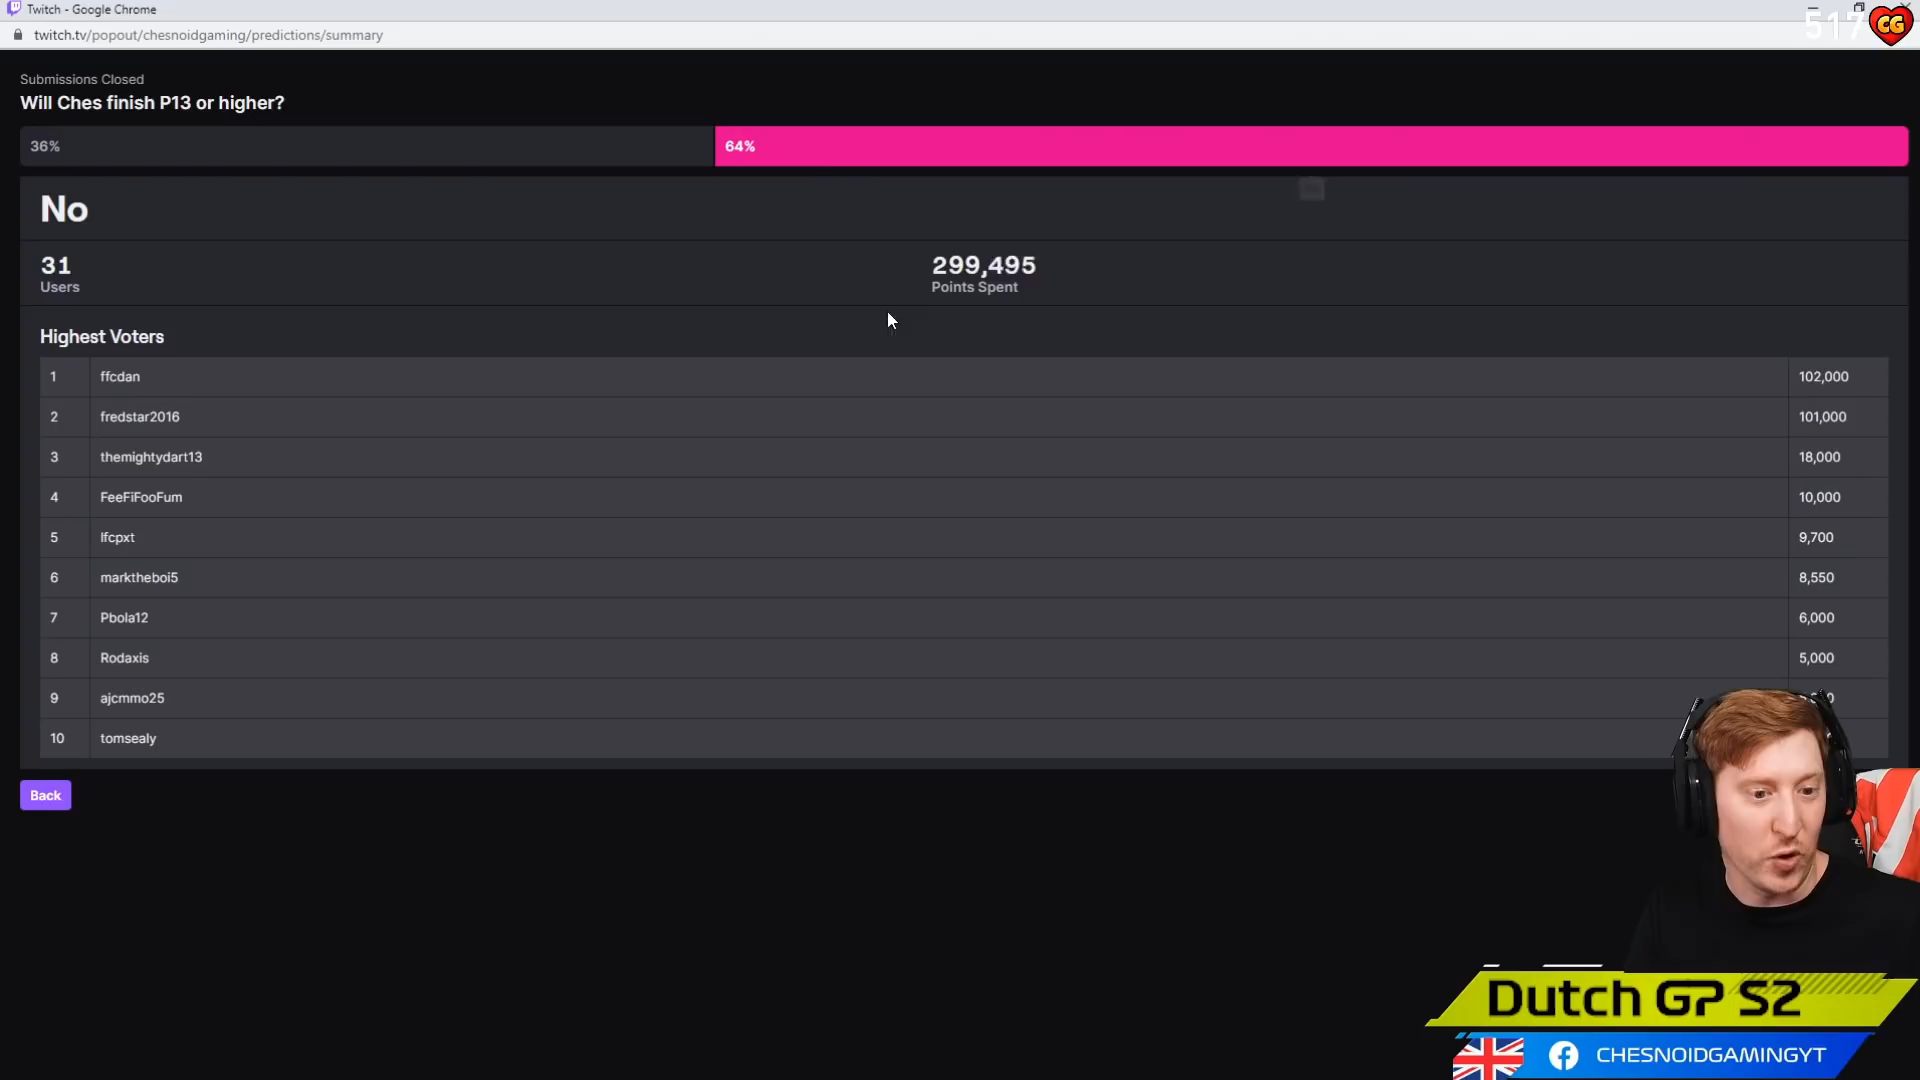 Twitch - Google Chrome
twitch.tv/popout/chesnoidgaming/predictions/summary
517
CG
Submissions Closed
Will Ches finish P13 or higher?
36%
64%
No
31
299,495
Users
Points Spent
Highest Voters
1 ffcdan 102,000
2 fredstar2016 101,000
3 themightydart13 18,000
4 FeeFiFooFum 10,000
5 lfcpxt 9,700
6 marktheboi5 8,550
7 Pbola12 6,000
8 Rodaxis 5,000
9 ajcmmo25
10 tomsealy
Back
Dutch GP S2
CHESNOIDGAMINGYT